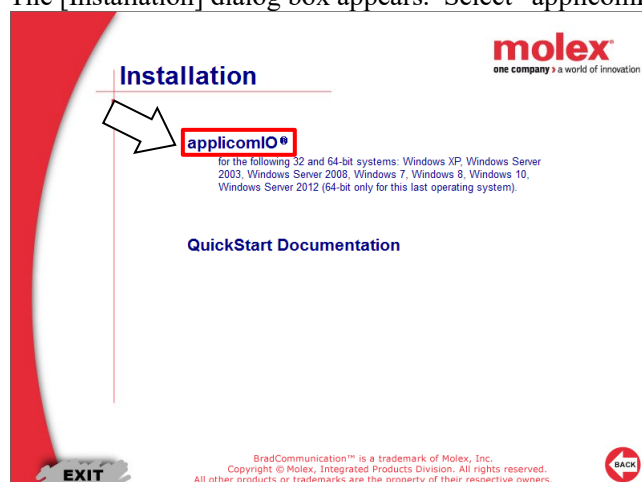 The [Installation] dialog box appears. Select "applicomI
molex®
one company > a world of innovation
Installation
applicomIO®
for the following 32 and 64-bit systems: Windows XP, Windows Server
2003, Windows Server 2008, Windows 7, Windows 8, Windows 10,
Windows Server 2012 (64-bit only for this last operating system).
QuickStart Documentation
BradCommunication™ is a trademark of Molex, Inc.
Copyright © Molex, Integrated Products Division. All rights reserved.
All other products or trademarks are the property of their respective owners.
EXIT
BACK